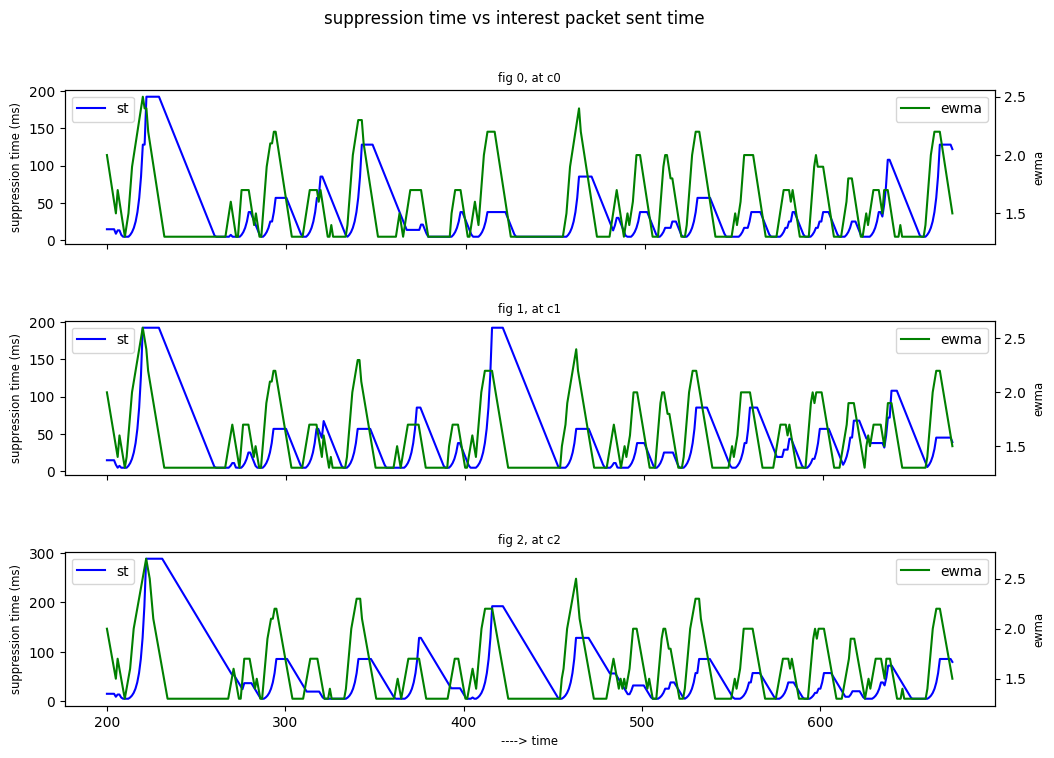 suppression time vs interest packet sent time
fig 0, at c0
suppression time (ms)
200
150
100
50
0
st
ewma
2.5
2.0
1.5
ewma
fig 1, at c1
suppression time (ms)
200
150
100
50
0
st
ewma
2.5
2.0
1.5
ewma
fig 2, at c2
suppression time (ms)
300
200
100
0
st
ewma
2.5
2.0
1.5
ewma
200 300 400 500 600
----> time